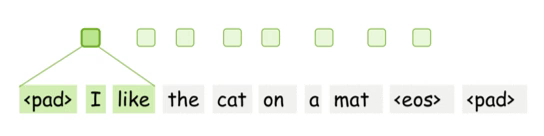 <pad> I like the cat on a mat <eos> <pad>